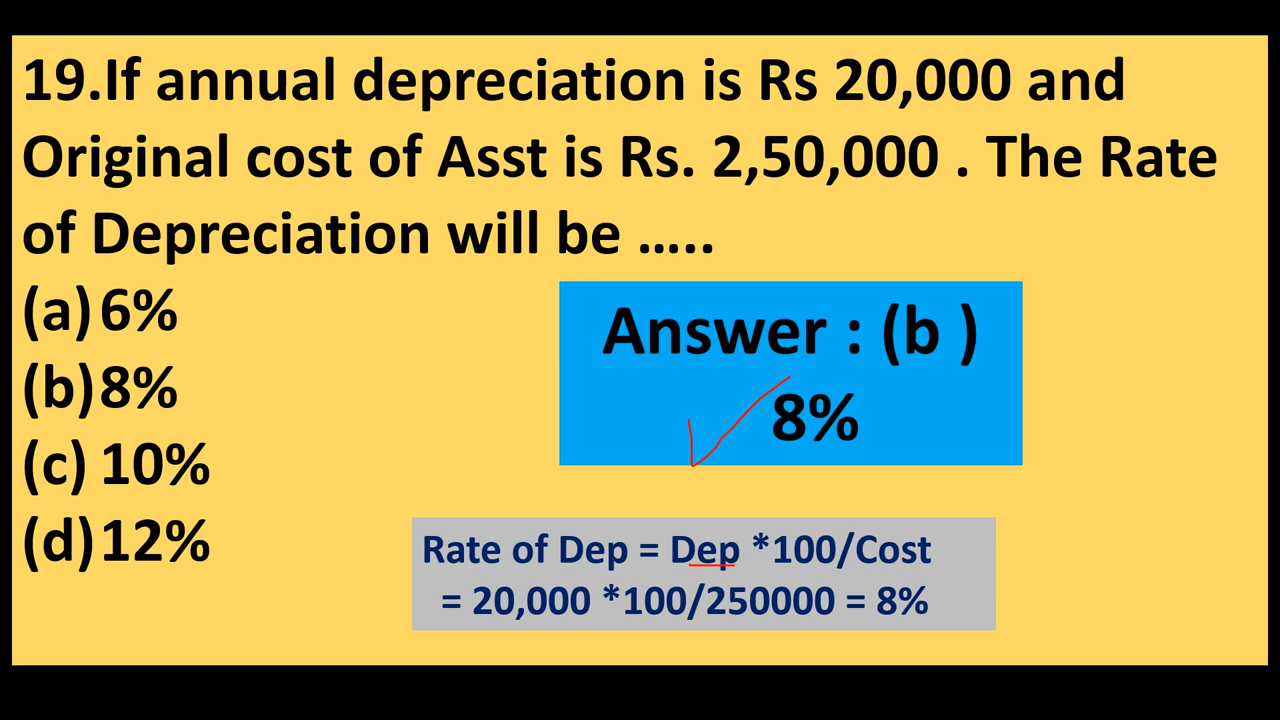 19.If annual depreciation is Rs 20,000 and
Original cost of Asst is Rs. 2,50,000 . The Rate
of Depreciation will be …..
(a) 6%
(b) 8%
(c) 10%
(d) 12%
Answer : (b )
8%
Rate of Dep = Dep *100/Cost
= 20,000 *100/250000 = 8%